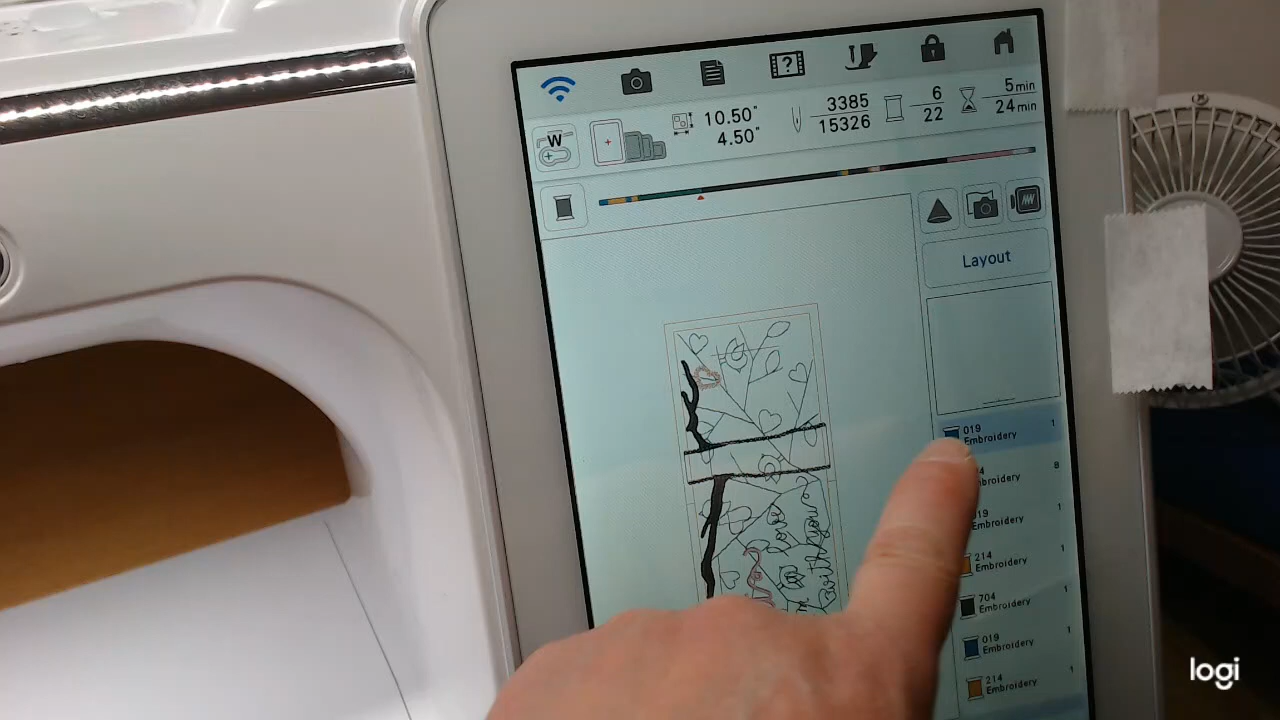 W
10.50"
4.50"
3385
15326
6
22
5min
24min
Layout
019 1
Embroidery
8
019
Embroidery 1
214
Embroidery 1
704
Embroidery 1
019
Embroidery 1
214
Embroidery 1
logi